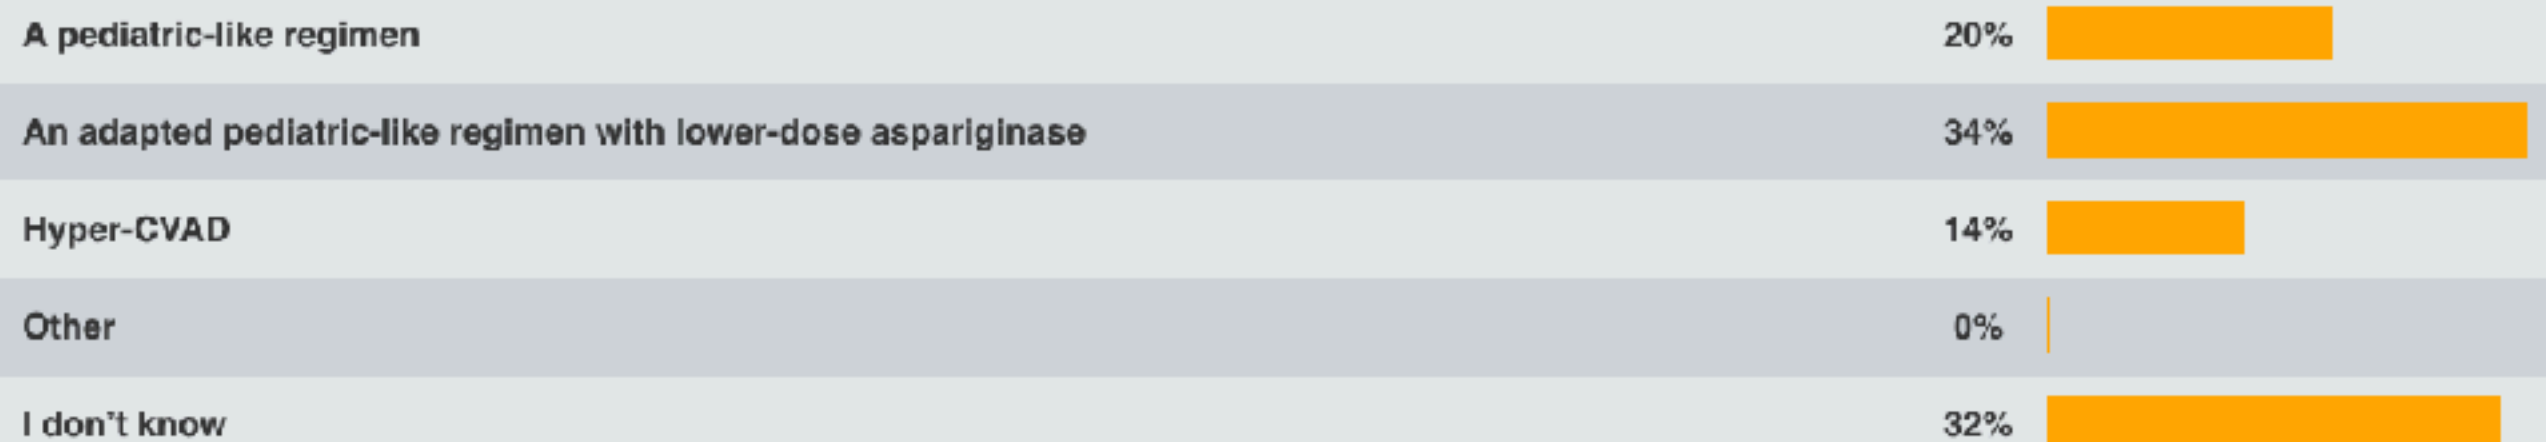 A pediatric-like regimen 20%
An adapted pediatric-like regimen with lower-dose aspariginase 34%
Hyper-CVAD 14%
Other 0%
I don't know 32%